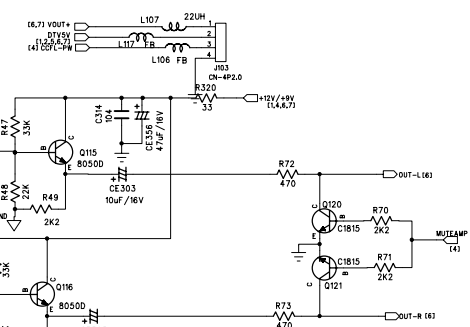 [6,7] VOUT+
L107
22UH
1
DTV5V
2
[1,2,5,6,7]
[4] CCFL-PW
L117
FB
3
L106
FB
4
J103
CN-4P2.0
R320
33
+12V/+9V
[1,4,6,7]
R47
33K
C314
104
CE356
47uF/16V
C
B
Q115
8050D
E
R72
470
OUT-L[6]
R48
22K
R49
2K2
CE303
10uF/16V
ND
C
Q120
C1815
B
E
R70
2K2
MUTEAMP
[4]
E
C1815
B
Q121
C
R71
2K2
33K
C
B
Q116
8050D
E
R73
470
OUT-R [6]